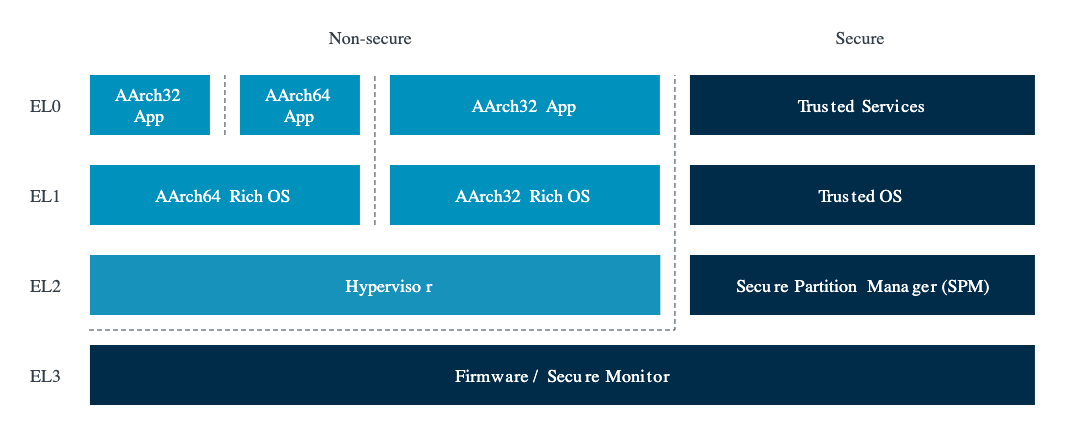 Non-secure
Secure
EL0
AArch32
App
AArch64
App
AArch32 App
Trusted Services
EL1
AArch64 Rich OS
AArch32 Rich OS
Trusted OS
EL2
Hypervisor
Secure Partition Manager (SPM)
EL3
Firmware / Secure Monitor